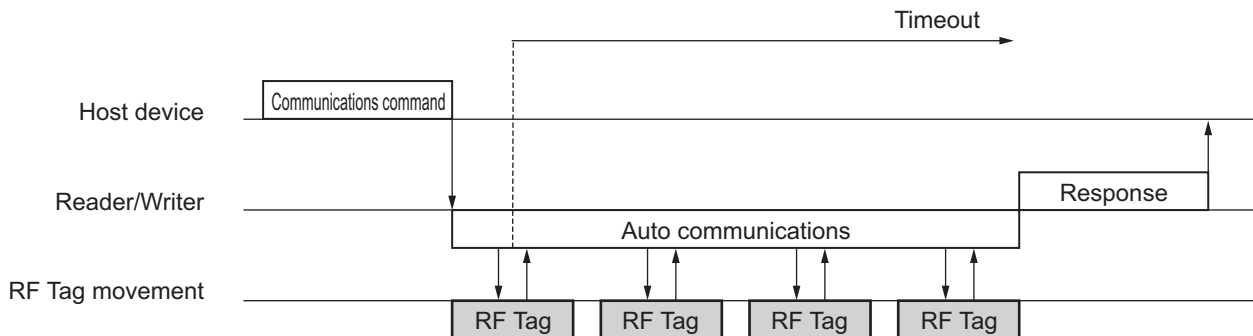 Timeout
Communications command
Host device
Reader/Writer
Response
Auto communications
RF Tag movement
RF Tag
RF Tag
RF Tag
RF Tag